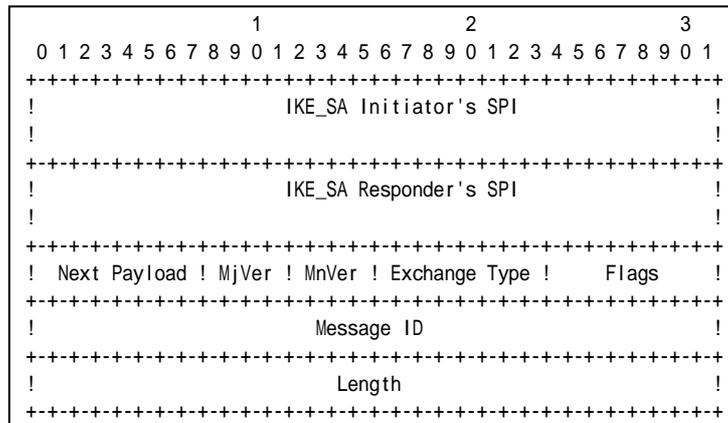 1 2 3
0 1 2 3 4 5 6 7 8 9 0 1 2 3 4 5 6 7 8 9 0 1 2 3 4 5 6 7 8 9 0 1
+-+-+-+-+-+-+-+-+-+-+-+-+-+-+-+-+-+-+-+-+-+-+-+-+-+-+-+-+-+-+-+-+
! IKE_SA Initiator's SPI !
! !
+-+-+-+-+-+-+-+-+-+-+-+-+-+-+-+-+-+-+-+-+-+-+-+-+-+-+-+-+-+-+-+-+
! IKE_SA Responder's SPI !
! !
+-+-+-+-+-+-+-+-+-+-+-+-+-+-+-+-+-+-+-+-+-+-+-+-+-+-+-+-+-+-+-+-+
! Next Payload ! MjVer ! MnVer ! Exchange Type ! Flags !
+-+-+-+-+-+-+-+-+-+-+-+-+-+-+-+-+-+-+-+-+-+-+-+-+-+-+-+-+-+-+-+-+
! Message ID !
+-+-+-+-+-+-+-+-+-+-+-+-+-+-+-+-+-+-+-+-+-+-+-+-+-+-+-+-+-+-+-+-+
! Length !
+-+-+-+-+-+-+-+-+-+-+-+-+-+-+-+-+-+-+-+-+-+-+-+-+-+-+-+-+-+-+-+-+